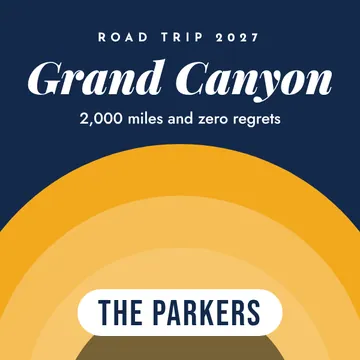 ROAD TRIP 2027
Grand Canyon
2,000 miles and zero regrets
THE PARKERS